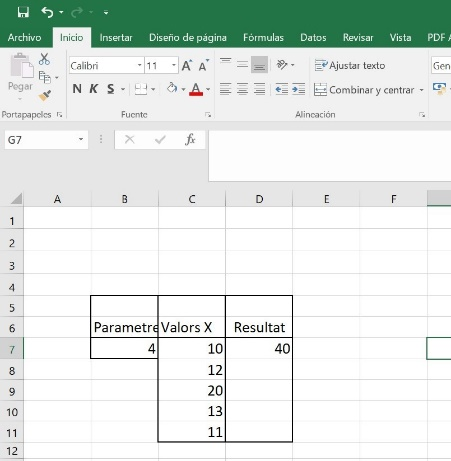 Archivo Inicio Insertar Diseño de página Fórmulas Datos Revisar Vista PDF A
Calibri 11 A A Ajustar texto Gen
Pegar N K S A Combinar y centrar
Portapapeles Fuente Alineación
G7 fx
A B C D E F
1
2
3
4
5
6 Parametre Valors X Resultat
7 4 10 40
8 12
9 20
10 13
11 11
12